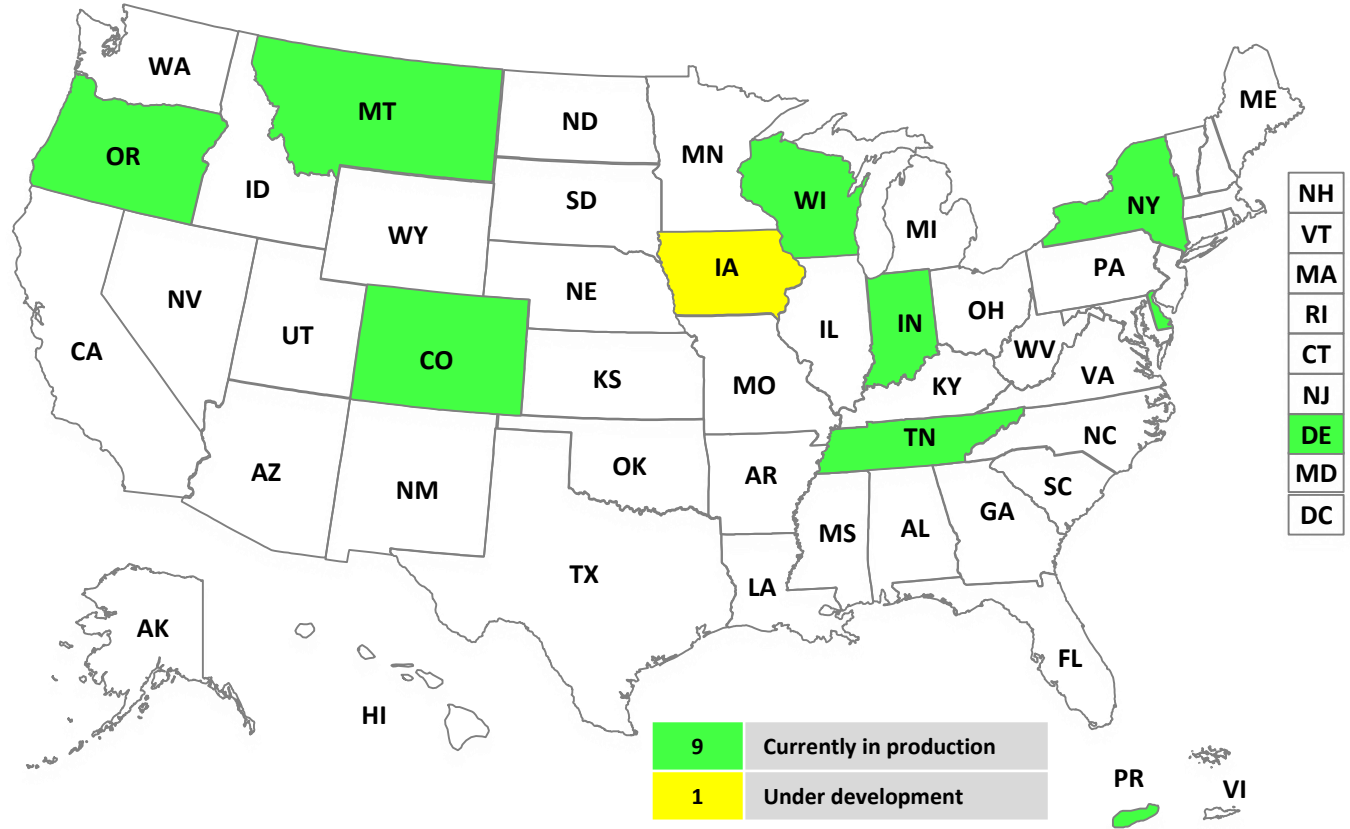 WA
MT
ND
MN
ME
OR
ID
SD
WI
NY
MI
WY
IA
PA
NE
NV
UT
CO
IL
IN
OH
WV
CA
KS
MO
KY
VA
AZ
NM
OK
AR
TN
NC
SC
MS
AL
GA
TX
LA
AK
HI
FL
NH
VT
MA
RI
CT
NJ
DE
MD
DC
9 Currently in production
1 Under development
PR
VI